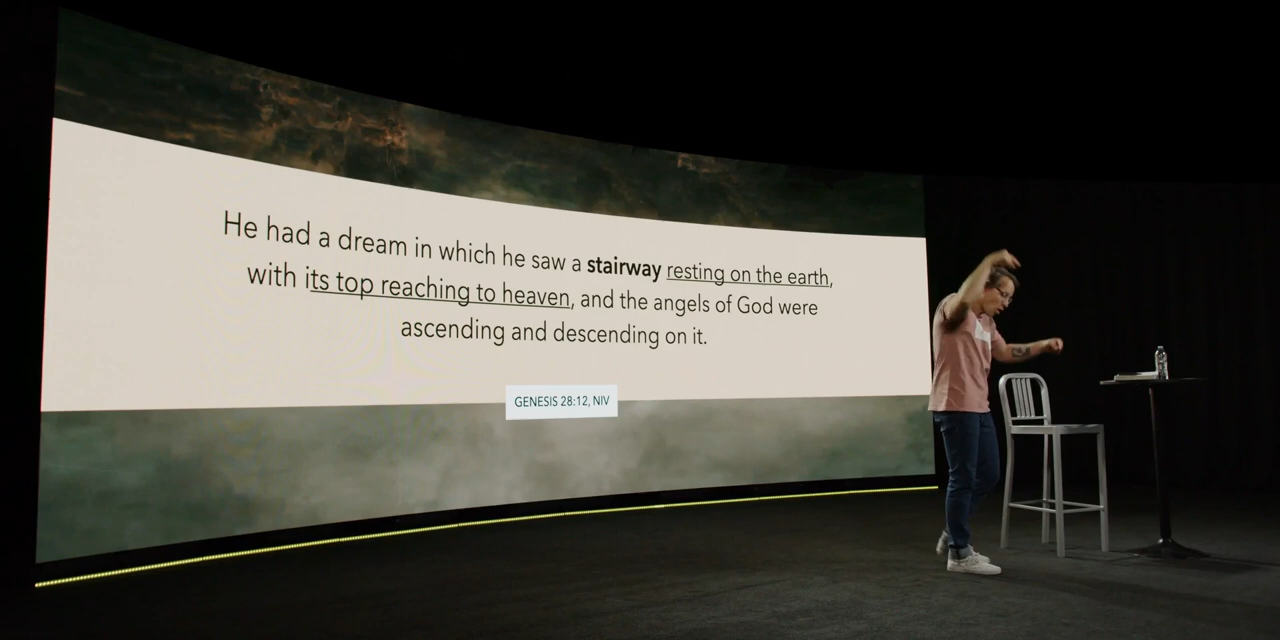 He had a dream in which he saw a stairway resting on the earth,
with its top reaching to heaven, and the angels of God were
ascending and descending on it.
GENESIS 28:12, NIV